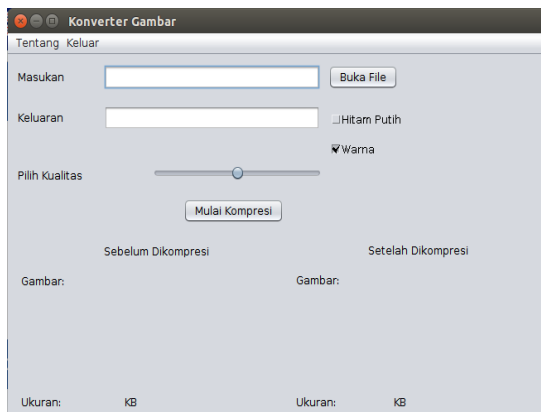 Konverter Gambar
Tentang Keluar
Masukan Buka File
Keluaran Hitam Putih
Warna
Pilih Kualitas
Mulai Kompresi
Sebelum Dikompresi Setelah Dikompresi
Gambar: Gambar:
Ukuran: KB Ukuran: KB